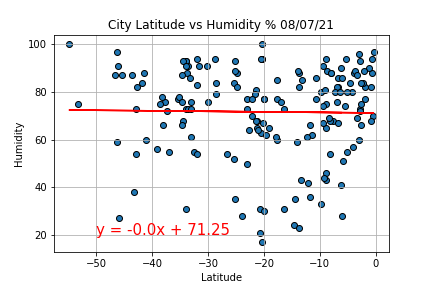 City Latitude vs Humidity % 08/07/21
100
80
60
40
20
Humidity
y = -0.0x + 71.25
−50 −40 −30 −20 −10 0
Latitude